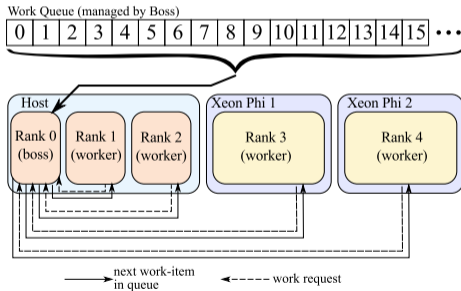 Work Queue (managed by Boss)
0 1 2 3 4 5 6 7 8 9 10 11 12 13 14 15 •••
Host Xeon Phi 1 Xeon Phi 2
Rank 0 Rank 1 Rank 2 Rank 3 Rank 4
(boss) (worker) (worker) (worker) (worker)
next work-item work request
in queue